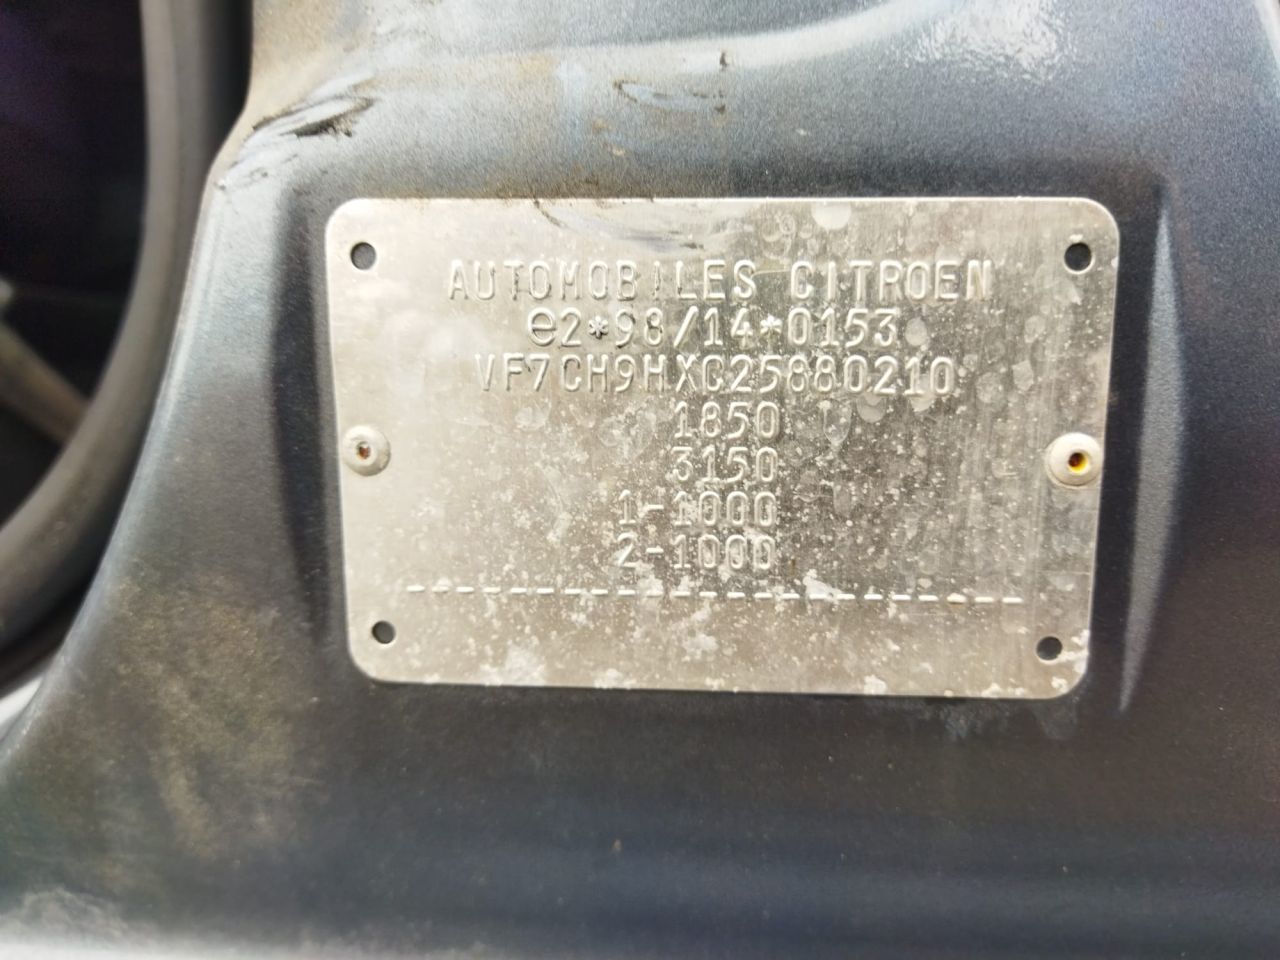 AUTOMOBILES CITROEN
e2*98/14*0153
VF7CH9HXC25880210
1850
3150
1-1000
2-1000